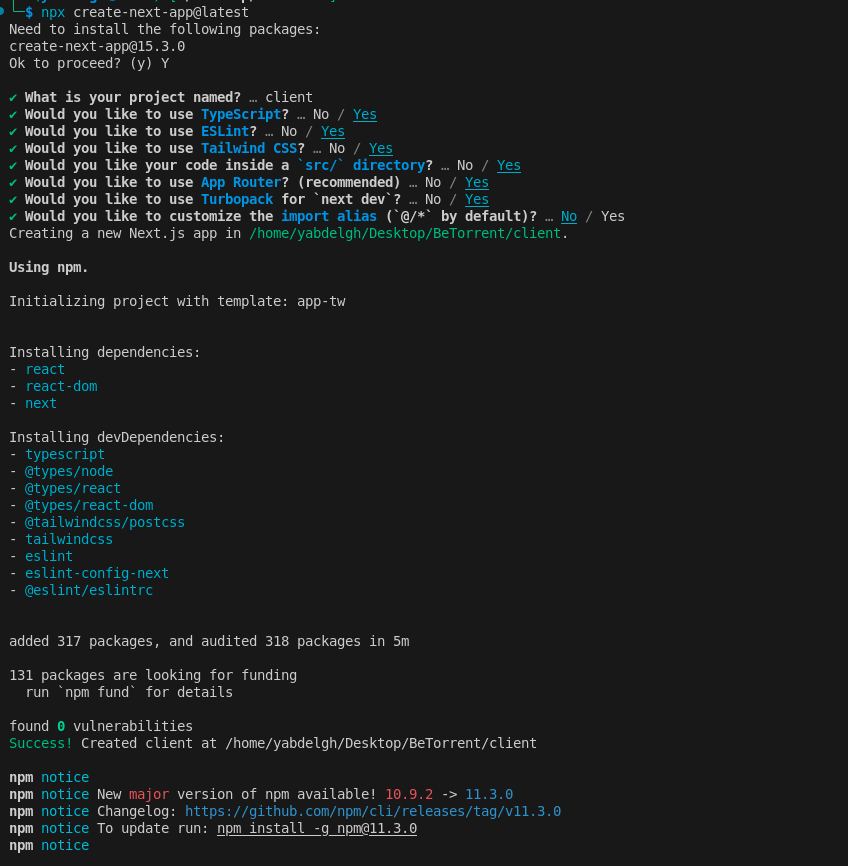 └─$ npx create-next-app@latest
Need to install the following packages:
create-next-app@15.3.0
Ok to proceed? (y) Y
✔ What is your project named? … client
✔ Would you like to use TypeScript? … No / Yes
✔ Would you like to use ESLint? … No / Yes
✔ Would you like to use Tailwind CSS? … No / Yes
✔ Would you like your code inside a `src/` directory? … No / Yes
✔ Would you like to use App Router? (recommended) … No / Yes
✔ Would you like to use Turbopack for `next dev`? … No / Yes
✔ Would you like to customize the import alias (`@/*` by default)? … No / Yes
Creating a new Next.js app in /home/yabdelgh/Desktop/BeTorrent/client.
Using npm.
Initializing project with template: app-tw
Installing dependencies:
- react
- react-dom
- next
Installing devDependencies:
- typescript
- @types/node
- @types/react
- @types/react-dom
- @tailwindcss/postcss
- tailwindcss
- eslint
- eslint-config-next
- @eslint/eslintrc
added 317 packages, and audited 318 packages in 5m
131 packages are looking for funding
  run `npm fund` for details
found 0 vulnerabilities
Success! Created client at /home/yabdelgh/Desktop/BeTorrent/client
npm notice
npm notice New major version of npm available! 10.9.2 -> 11.3.0
npm notice Changelog: https://github.com/npm/cli/releases/tag/v11.3.0
npm notice To update run: npm install -g npm@11.3.0
npm notice